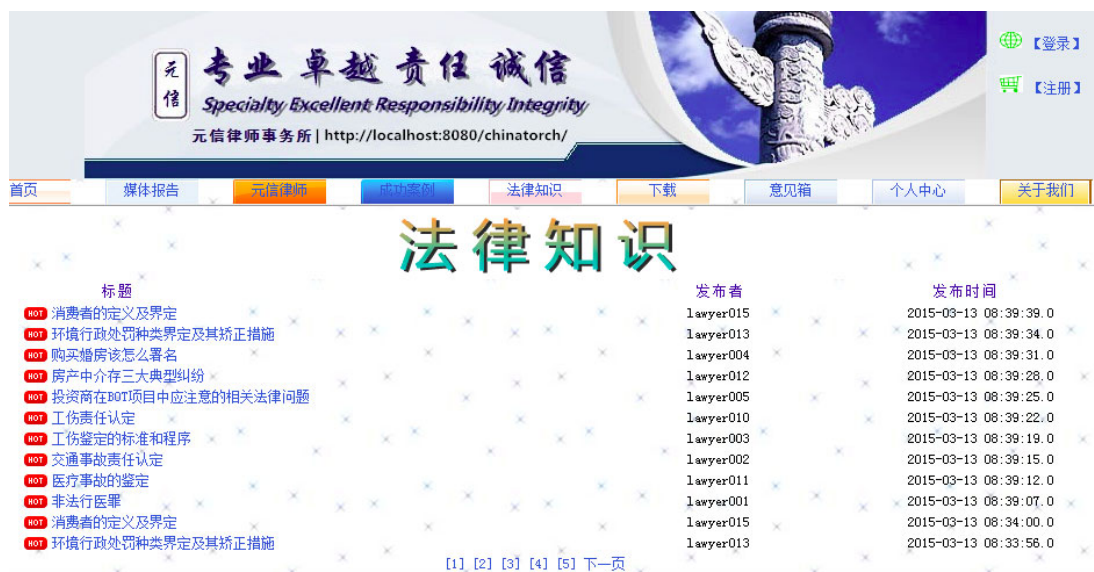 元信
专业 卓越 责任 诚信
Specialty Excellent Responsibility Integrity
元信律师事务所 | http://localhost:8080/chinatorch/
【登录】
【注册】
首页 媒体报告 元信律师 成功案例 法律知识 下载 意见箱 个人中心 关于我们
法律知识
标题 发布者 发布时间
HOT 消费者的定义及界定 lawyer015 2015-03-13 08:39:39.0
HOT 环境行政处罚种类界定及其矫正措施 lawyer013 2015-03-13 08:39:34.0
HOT 购买婚房该怎么署名 lawyer004 2015-03-13 08:39:31.0
HOT 房产中介存三大典型纠纷 lawyer012 2015-03-13 08:39:28.0
HOT 投资商在BOT项目中应注意的相关法律问题 lawyer005 2015-03-13 08:39:25.0
HOT 工伤责任认定 lawyer010 2015-03-13 08:39:22.0
HOT 工伤鉴定的标准和程序 lawyer003 2015-03-13 08:39:19.0
HOT 交通事故责任认定 lawyer002 2015-03-13 08:39:15.0
HOT 医疗事故的鉴定 lawyer011 2015-03-13 08:39:12.0
HOT 非法行医罪 lawyer001 2015-03-13 08:39:07.0
HOT 消费者的定义及界定 lawyer015 2015-03-13 08:34:00.0
HOT 环境行政处罚种类界定及其矫正措施 lawyer013 2015-03-13 08:33:56.0
[1] [2] [3] [4] [5] 下一页